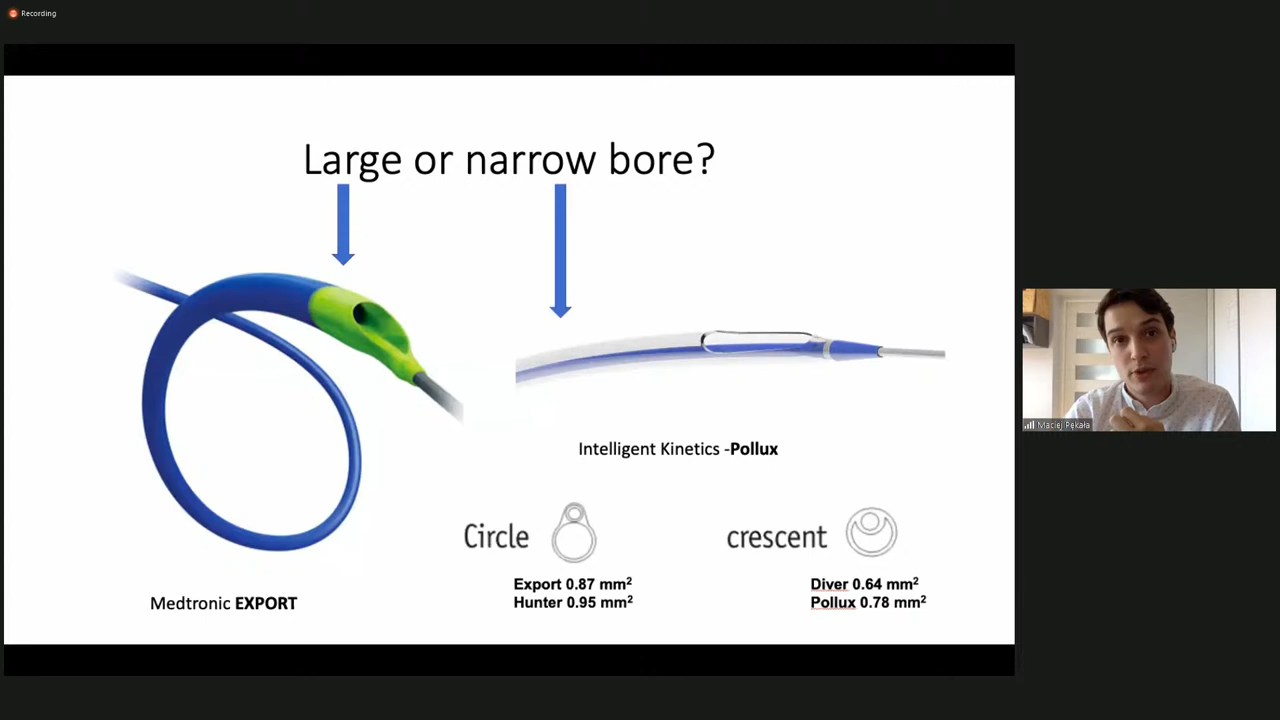 Recording
Large or narrow bore?
Intelligent Kinetics -Pollux
Circle
crescent
Export 0.87 mm²
Hunter 0.95 mm²
Diver 0.64 mm²
Pollux 0.78 mm²
Medtronic EXPORT
Maciej Pękała